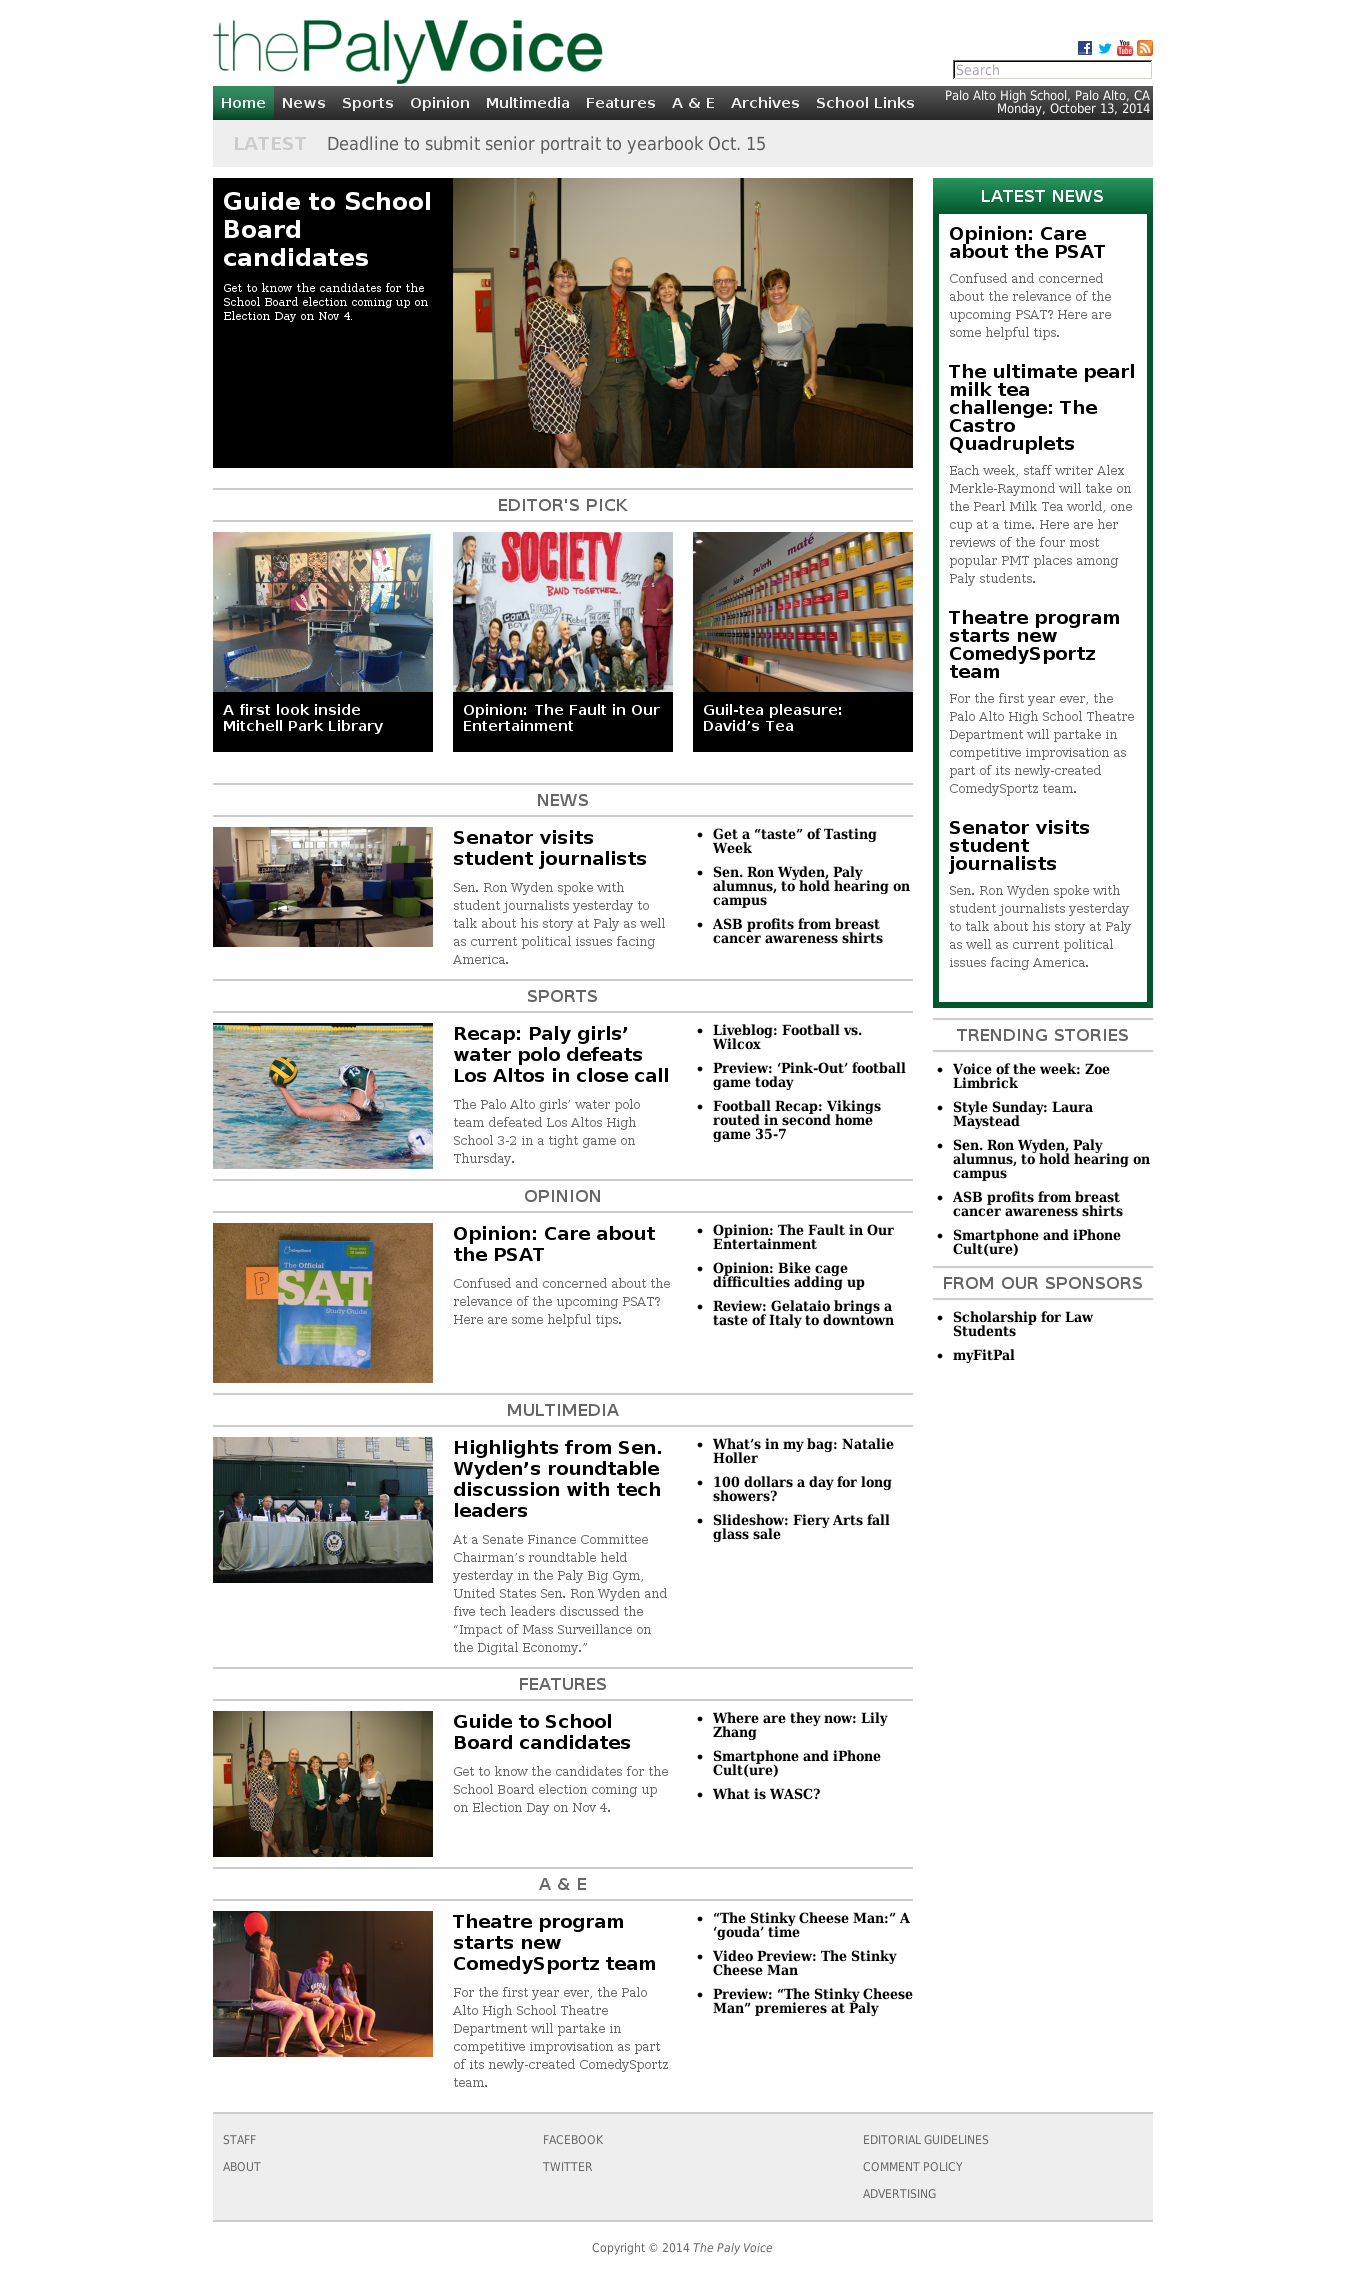 thePalyVoice
Search
Home News Sports Opinion Multimedia Features A & E Archives School Links
Palo Alto High School, Palo Alto, CA
Monday, October 13, 2014
LATEST Deadline to submit senior portrait to yearbook Oct. 15
Guide to School
Board
candidates
Get to know the candidates for the
School Board election coming up on
Election Day on Nov 4.
EDITOR'S PICK
SOCIETY
BAND TOGETHER..
A first look inside
Mitchell Park Library
Opinion: The Fault in Our
Entertainment
maté
Guil-tea pleasure:
David’s Tea
NEWS
Senator visits
student journalists
Sen. Ron Wyden spoke with
student journalists yesterday to
talk about his story at Paly as well
as current political issues facing
America.
Get a “taste” of Tasting
Week
Sen. Ron Wyden, Paly
alumnus, to hold hearing on
campus
ASB profits from breast
cancer awareness shirts
SPORTS
Recap: Paly girls’
water polo defeats
Los Altos in close call
The Palo Alto girls’ water polo
team defeated Los Altos High
School 3-2 in a tight game on
Thursday.
Liveblog: Football vs.
Wilcox
Preview: ‘Pink-Out’ football
game today
Football Recap: Vikings
routed in second home
game 35-7
OPINION
The Official
PSAT
Study Guide
Opinion: Care about
the PSAT
Confused and concerned about the
relevance of the upcoming PSAT?
Here are some helpful tips.
Opinion: The Fault in Our
Entertainment
Opinion: Bike cage
difficulties adding up
Review: Gelataio brings a
taste of Italy to downtown
MULTIMEDIA
Highlights from Sen.
Wyden’s roundtable
discussion with tech
leaders
At a Senate Finance Committee
Chairman’s roundtable held
yesterday in the Paly Big Gym,
United States Sen. Ron Wyden and
five tech leaders discussed the
“Impact of Mass Surveillance on
the Digital Economy.”
What’s in my bag: Natalie
Holler
100 dollars a day for long
showers?
Slideshow: Fiery Arts fall
glass sale
FEATURES
Guide to School
Board candidates
Get to know the candidates for the
School Board election coming up
on Election Day on Nov 4.
Where are they now: Lily
Zhang
Smartphone and iPhone
Cult(ure)
What is WASC?
A & E
Theatre program
starts new
ComedySportz team
For the first year ever, the Palo
Alto High School Theatre
Department will partake in
competitive improvisation as part
of its newly-created ComedySportz
team.
“The Stinky Cheese Man:” A
‘gouda’ time
Video Preview: The Stinky
Cheese Man
Preview: “The Stinky Cheese
Man” premieres at Paly
LATEST NEWS
Opinion: Care
about the PSAT
Confused and concerned
about the relevance of the
upcoming PSAT? Here are
some helpful tips.
The ultimate pearl
milk tea
challenge: The
Castro
Quadruplets
Each week, staff writer Alex
Merkle-Raymond will take on
the Pearl Milk Tea world, one
cup at a time. Here are her
reviews of the four most
popular PMT places among
Paly students.
Theatre program
starts new
ComedySportz
team
For the first year ever, the
Palo Alto High School Theatre
Department will partake in
competitive improvisation as
part of its newly-created
ComedySportz team.
Senator visits
student
journalists
Sen. Ron Wyden spoke with
student journalists yesterday
to talk about his story at Paly
as well as current political
issues facing America.
TRENDING STORIES
Voice of the week: Zoe
Limbrick
Style Sunday: Laura
Maystead
Sen. Ron Wyden, Paly
alumnus, to hold hearing on
campus
ASB profits from breast
cancer awareness shirts
Smartphone and iPhone
Cult(ure)
FROM OUR SPONSORS
Scholarship for Law
Students
myFitPal
STAFF
ABOUT
FACEBOOK
TWITTER
EDITORIAL GUIDELINES
COMMENT POLICY
ADVERTISING
Copyright © 2014 The Paly Voice